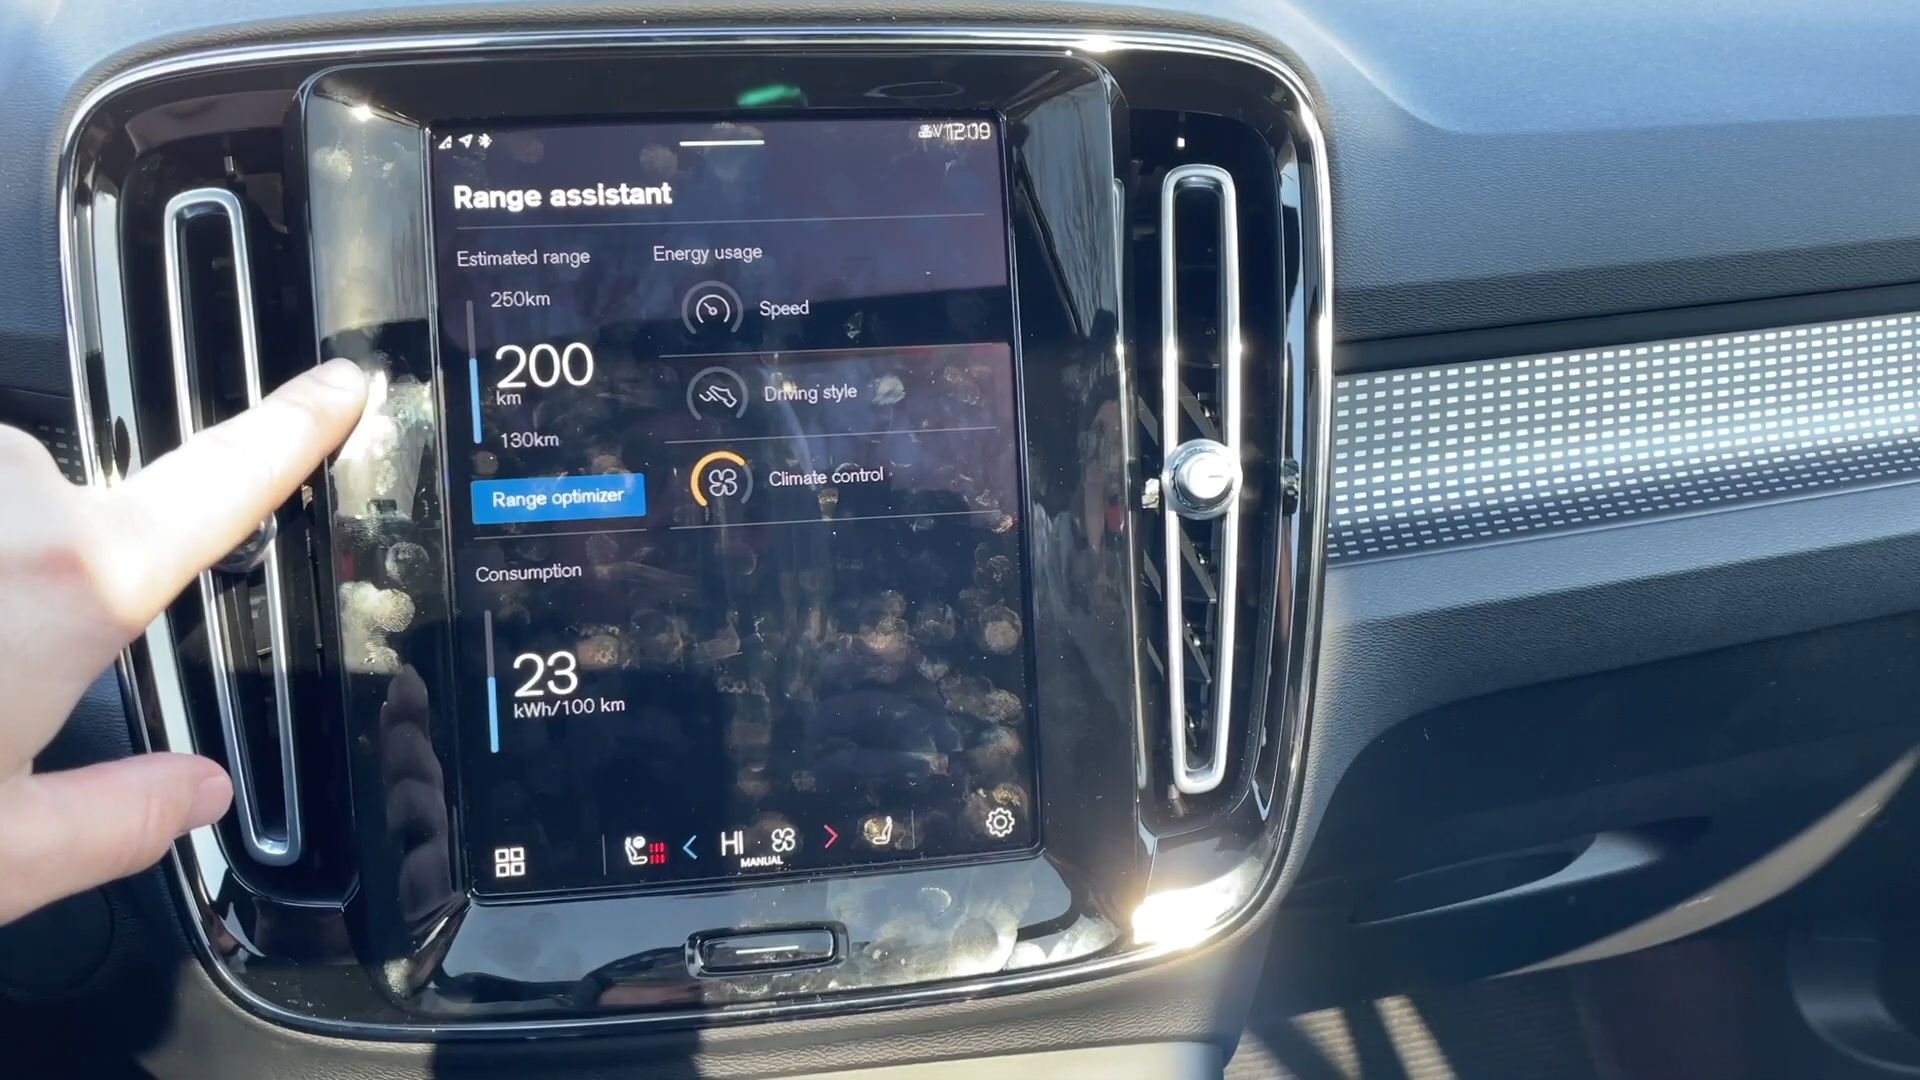 12:09
Range assistant
Estimated range
250km
200
km
130km
Range optimizer
Energy usage
Speed
Driving style
Climate control
Consumption
23
kWh/100 km
HI
MANUAL